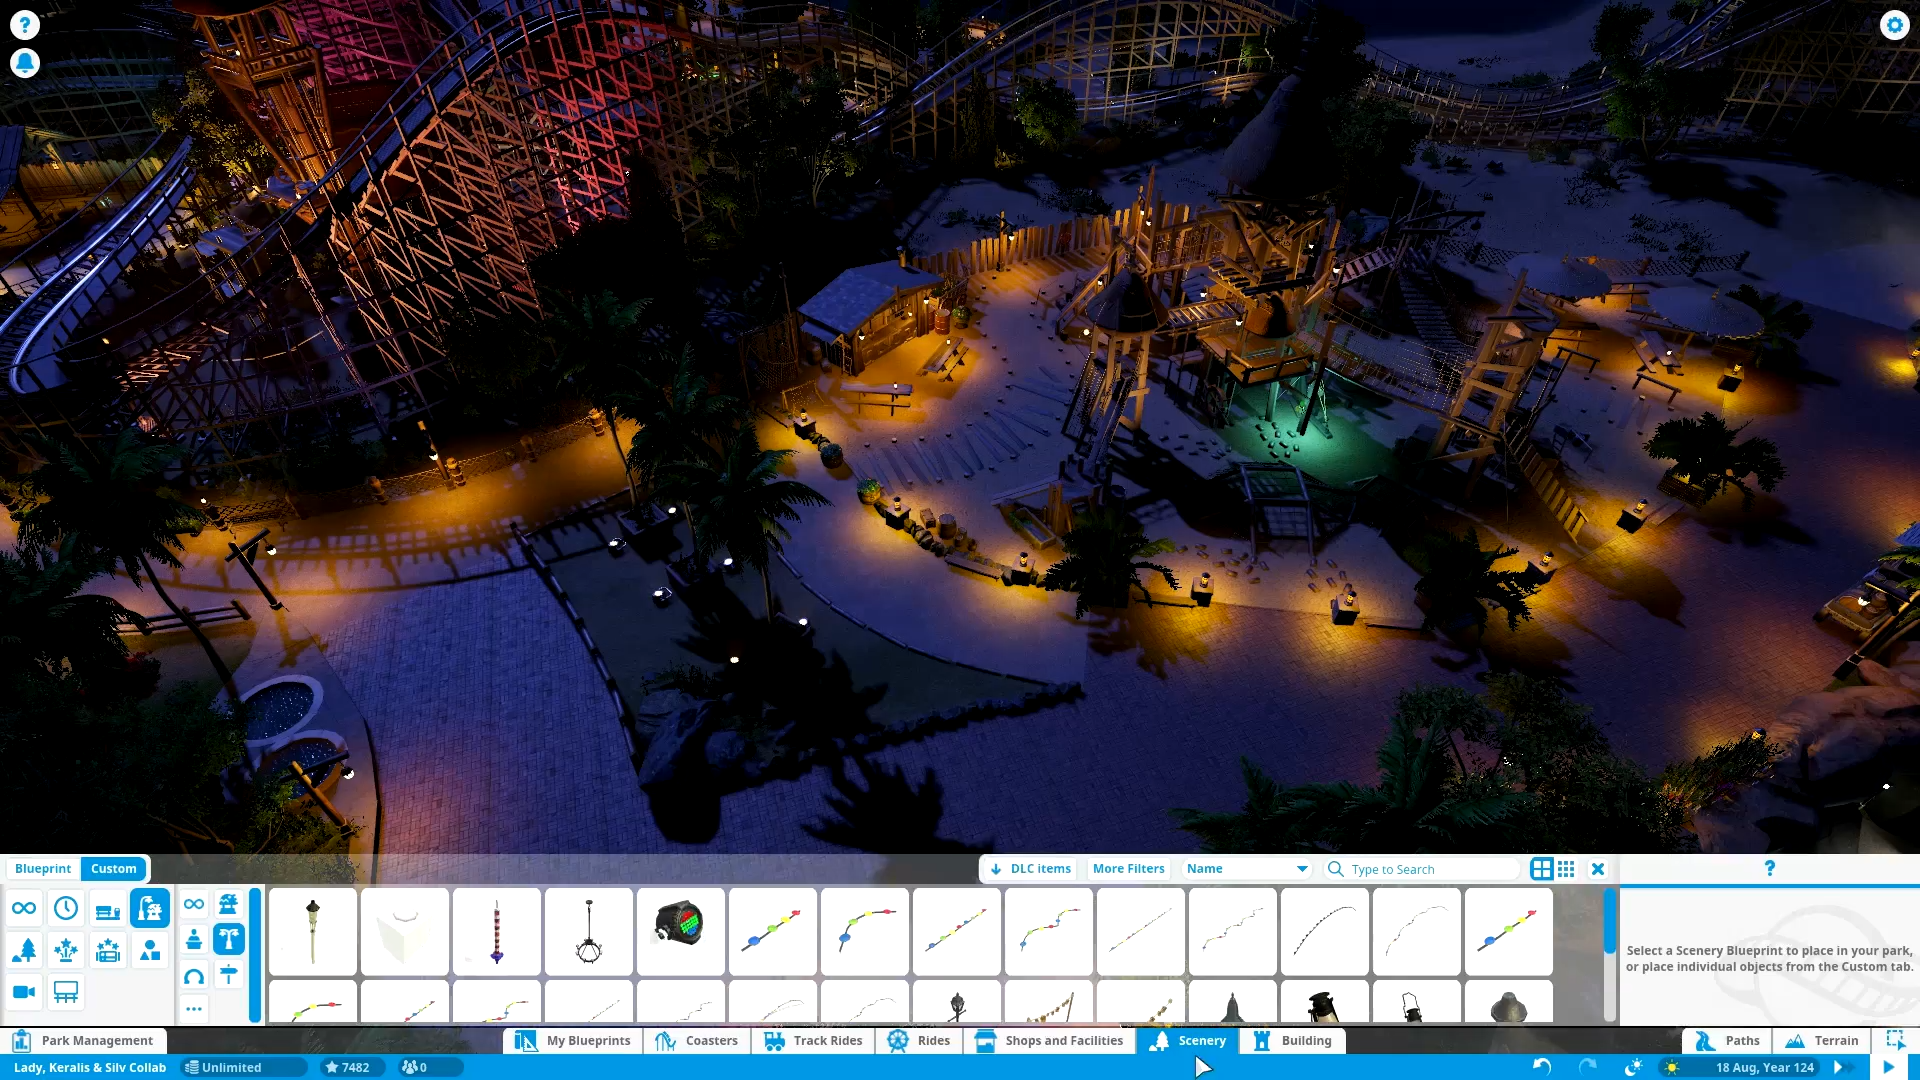 Blueprint
Custom
DLC items
More Filters
Name
Type to Search
Select a Scenery Blueprint to place in your park,
or place individual objects from the Custom tab.
Park Management
My Blueprints
Coasters
Track Rides
Rides
Shops and Facilities
Scenery
Building
Paths
Terrain
Lady, Keralis & Silv Collab
Unlimited
7482
0
18 Aug, Year 124